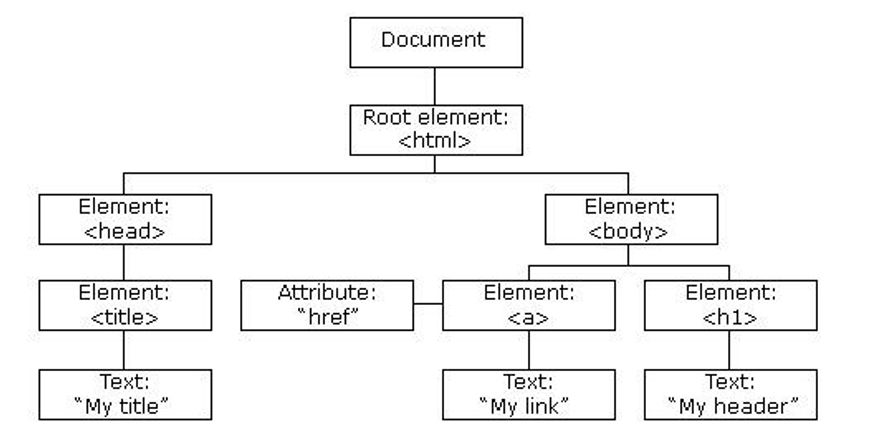 Document
Root element:
<html>
Element:
<head>
Element:
<body>
Element:
<title>
Attribute:
“href”
Element:
<a>
Element:
<h1>
Text:
“My title”
Text:
“My link”
Text:
“My header”